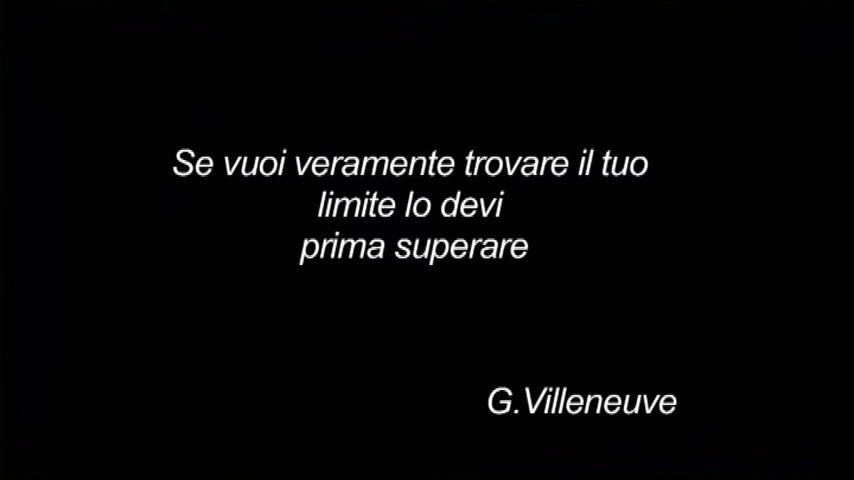 Se vuoi veramente trovare il tuo
limite lo devi
prima superare
G.Villeneuve